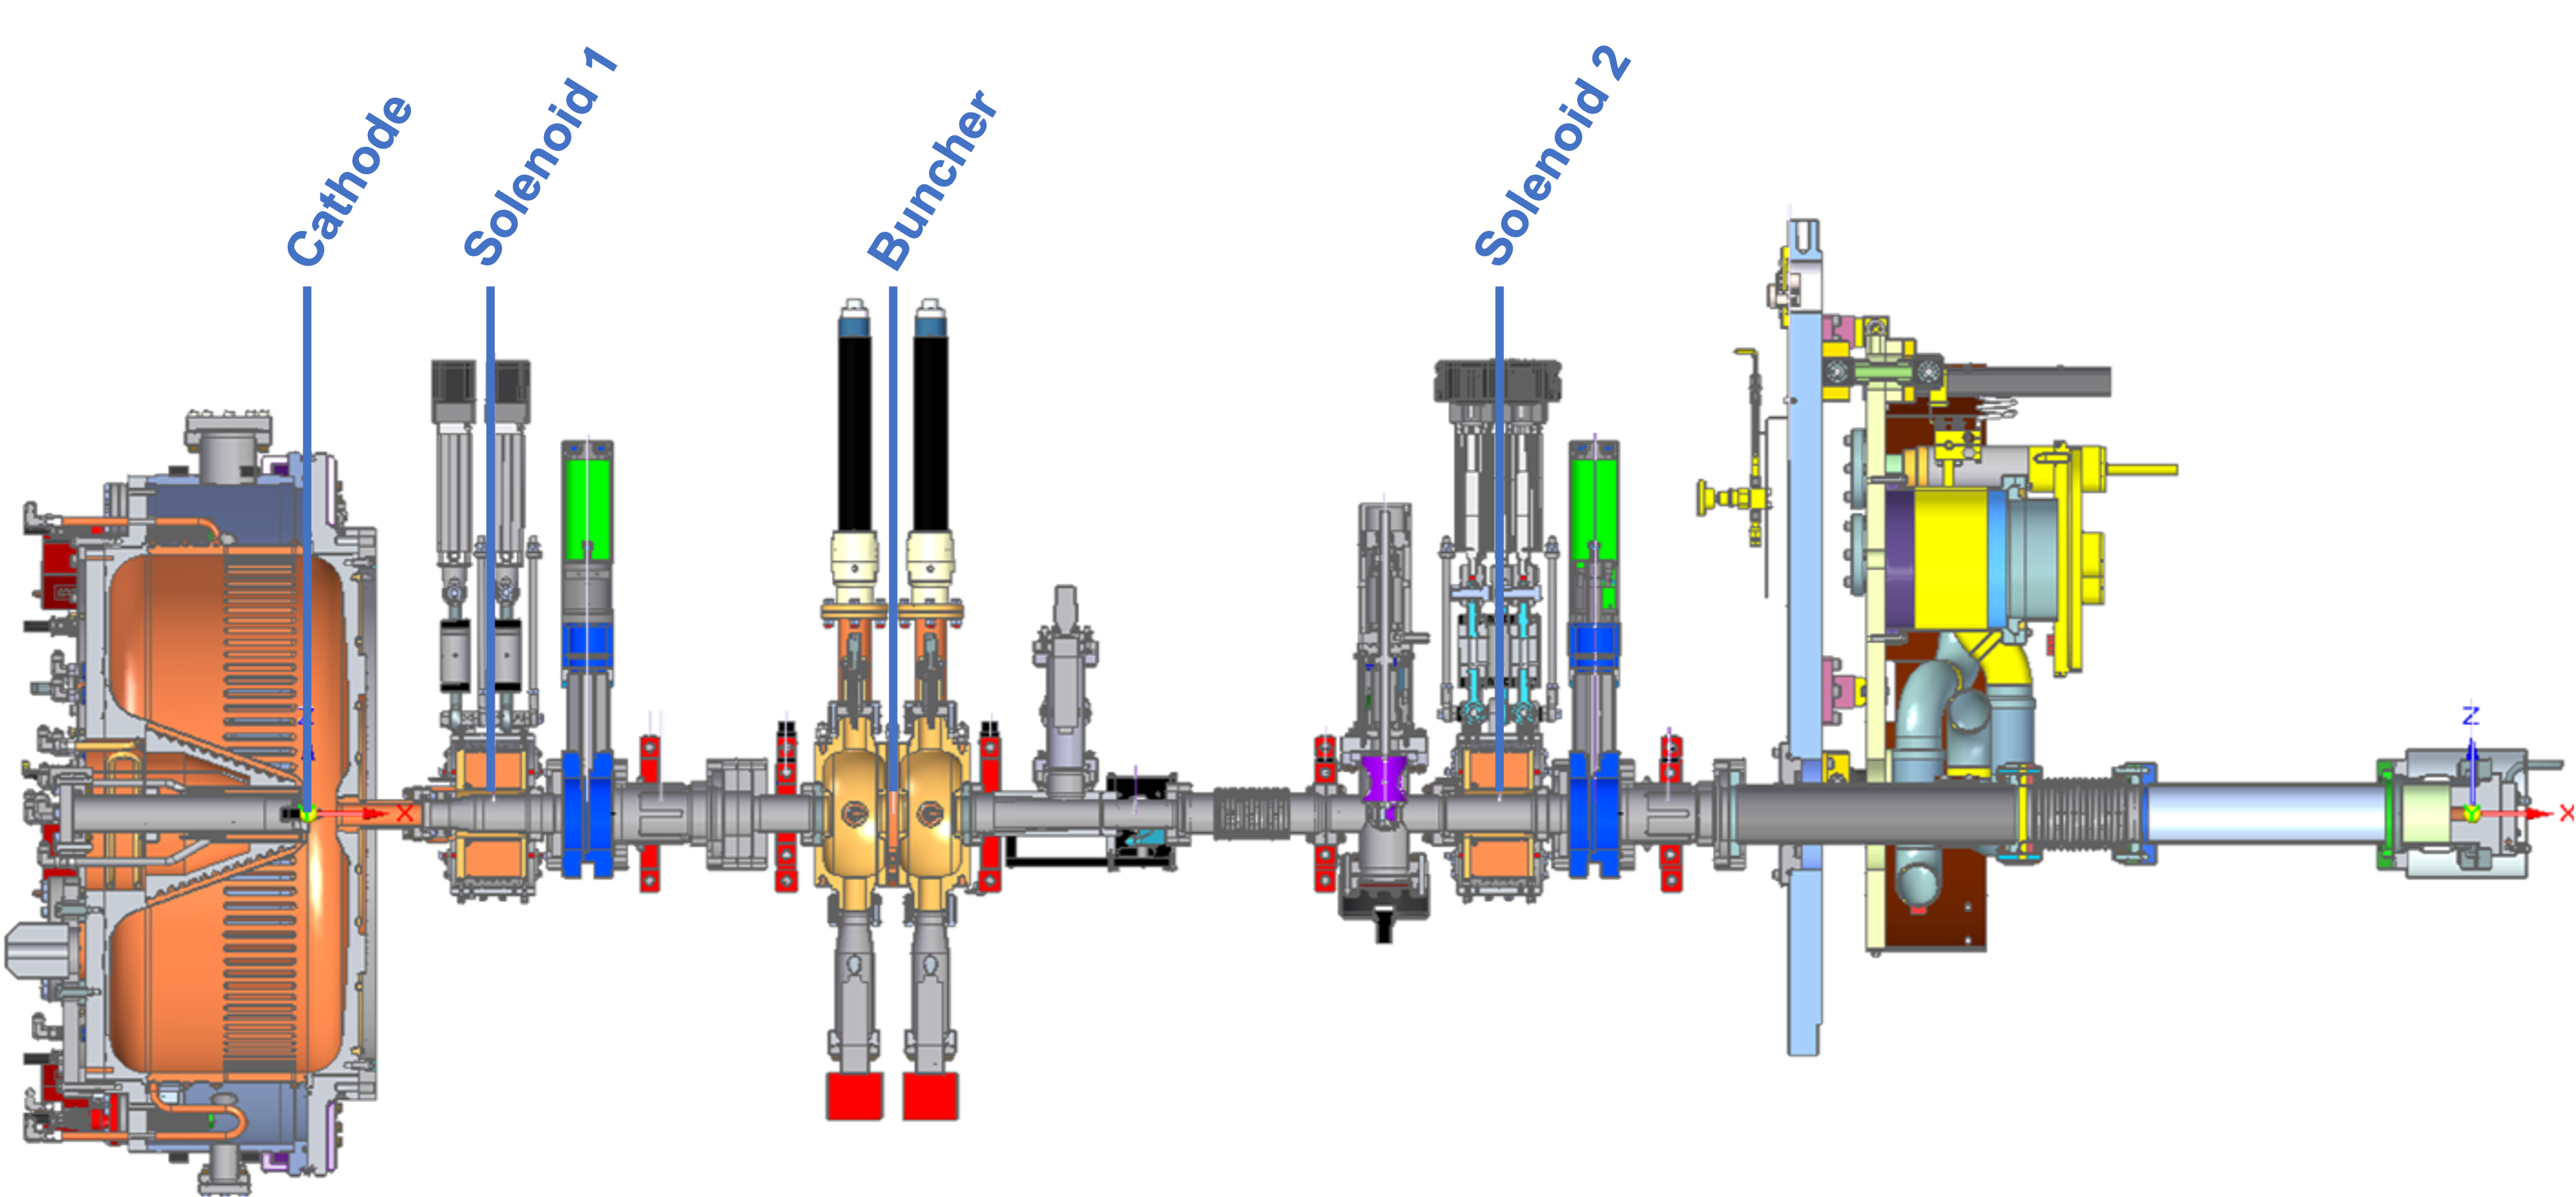 Cathode
Solenoid 1
Buncher
Solenoid 2
Z
X
Z
X